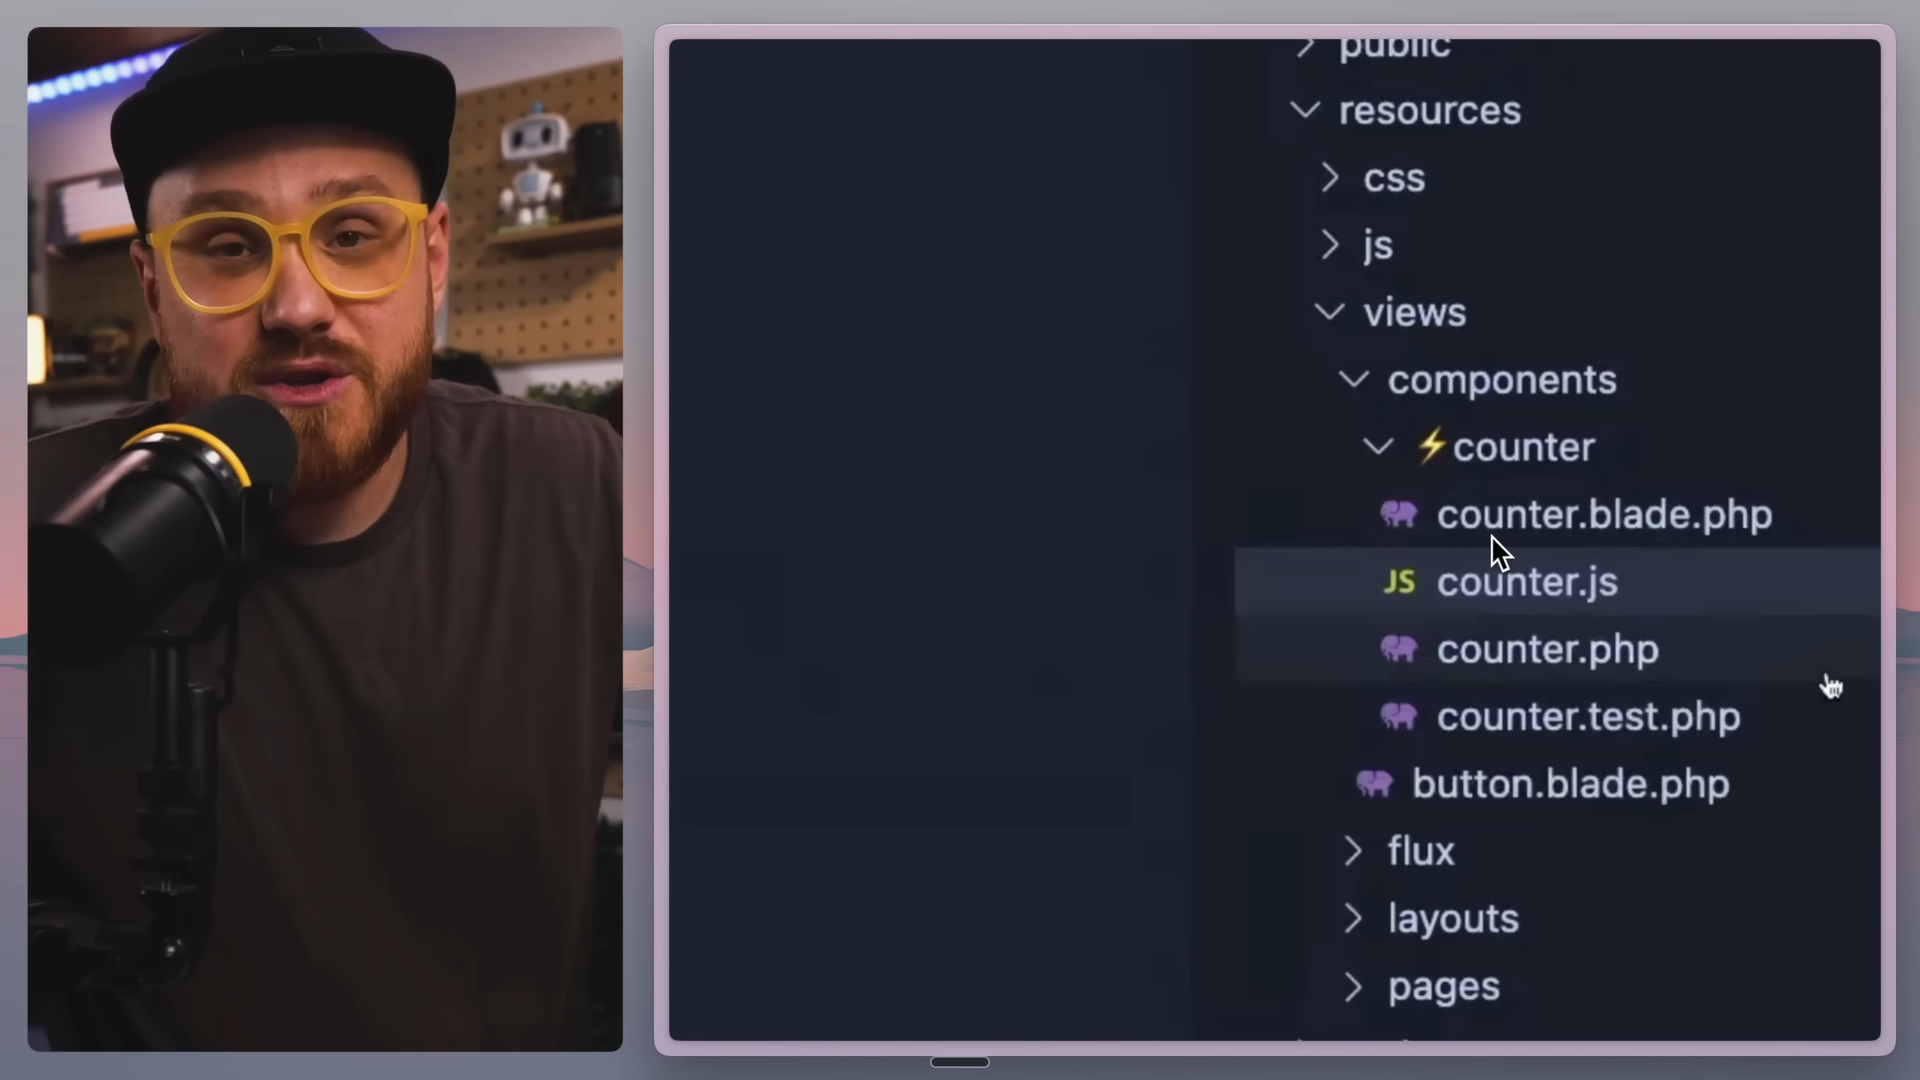 public
resources
css
js
views
components
⚡counter
counter.blade.php
JS counter.js
counter.php
counter.test.php
button.blade.php
flux
layouts
pages